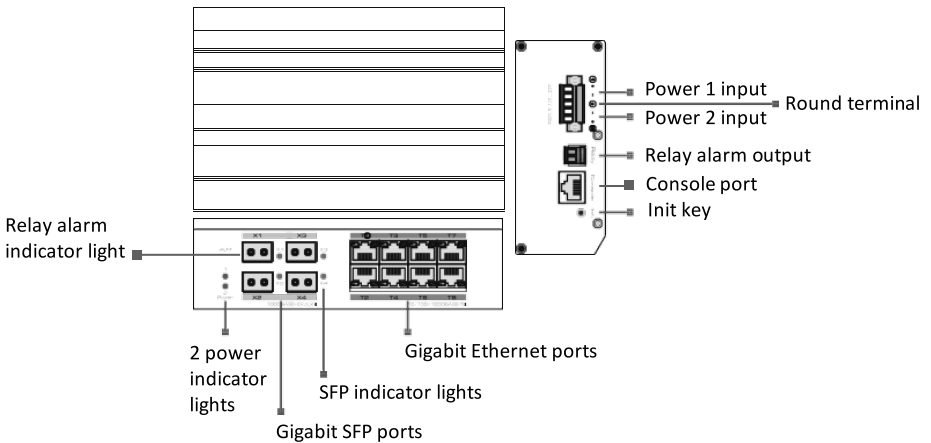 Power 1 input
Round terminal
Power 2 input
Relay alarm output
Console port
Init key
Relay alarm
indicator light
X1 X3
T3 T5 T7
Power
X2 X4
T2 T4 T6 T8
2 power
indicator
lights
Gigabit Ethernet ports
SFP indicator lights
Gigabit SFP ports